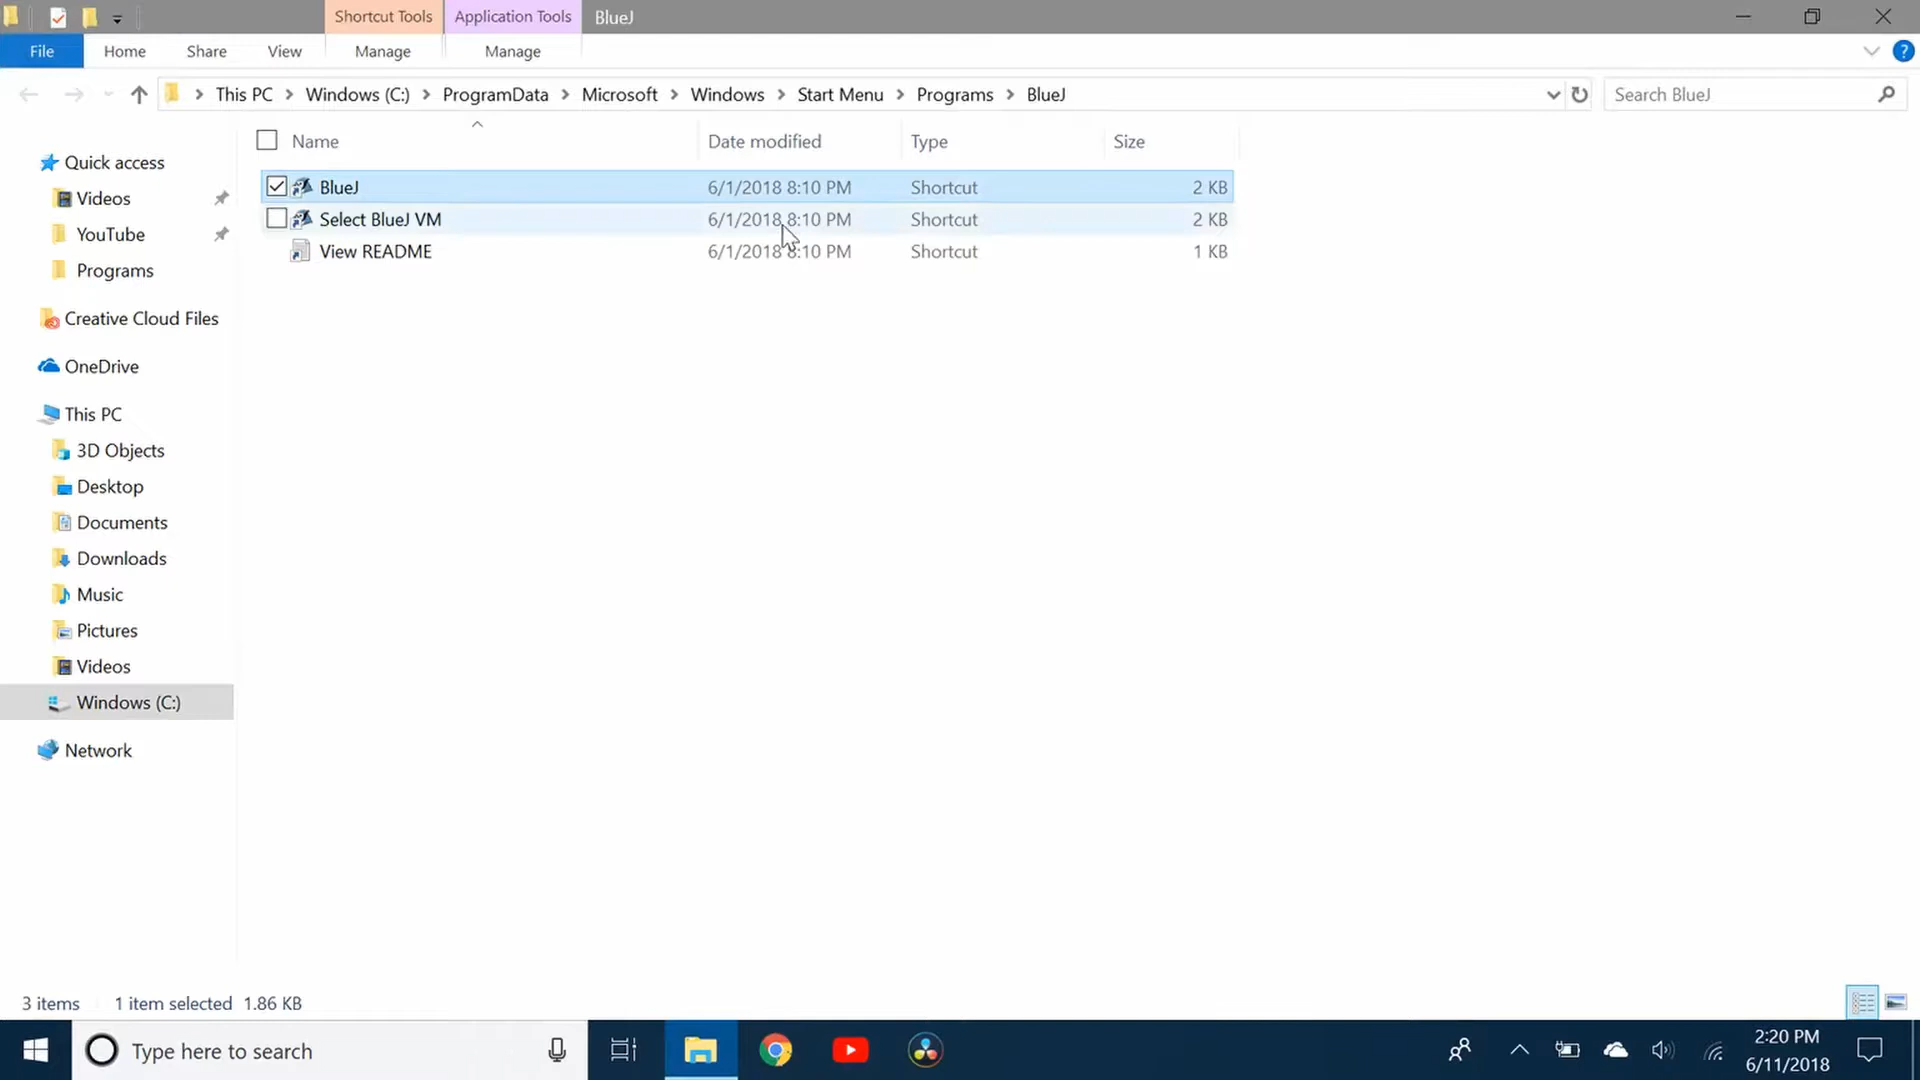 Shortcut Tools Application Tools BlueJ
File Home Share View Manage Manage
This PC Windows (C:) ProgramData Microsoft Windows Start Menu Programs BlueJ Search BlueJ
Name Date modified Type Size
BlueJ 6/1/2018 8:10 PM Shortcut 2 KB
Select BlueJ VM 6/1/2018 8:10 PM Shortcut 2 KB
View README 6/1/2018 8:10 PM Shortcut 1 KB
Quick access
Videos
YouTube
Programs
Creative Cloud Files
OneDrive
This PC
3D Objects
Desktop
Documents
Downloads
Music
Pictures
Videos
Windows (C:)
Network
3 items 1 item selected 1.86 KB
Type here to search
2:20 PM
6/11/2018